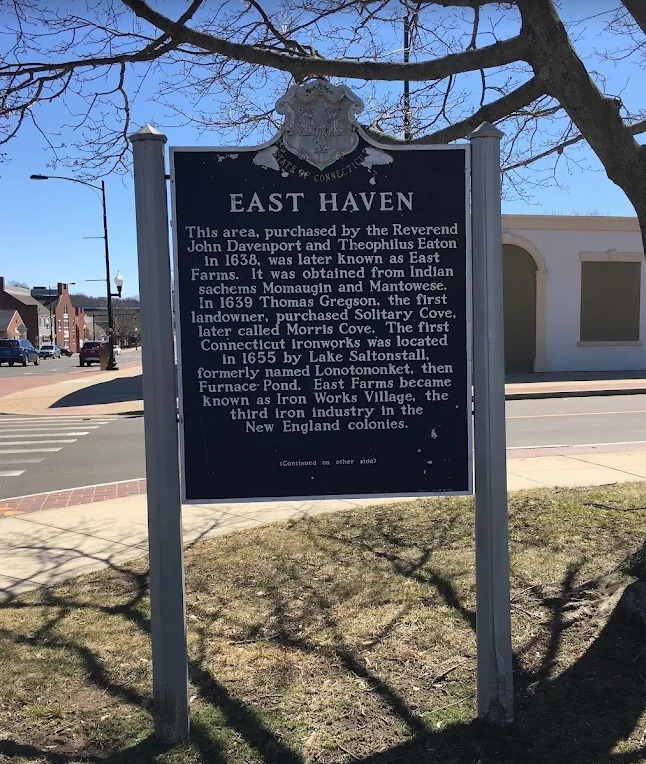 STATE OF CONNECTICUT
EAST HAVEN
This area, purchased by the Reverend
John Davenport and Theophilus Eaton
in 1638, was later known as East
Farms. It was obtained from Indian
sachems Momaugin and Mantowese.
In 1639 Thomas Gregson, the first
landowner, purchased Solitary Cove,
later called Morris Cove. The first
Connecticut ironworks was located
in 1655 by Lake Saltonstall,
formerly named Lonotononket, then
Furnace Pond. East Farms became
known as Iron Works Village, the
third iron industry in the
New England colonies.
(Continued on other side)